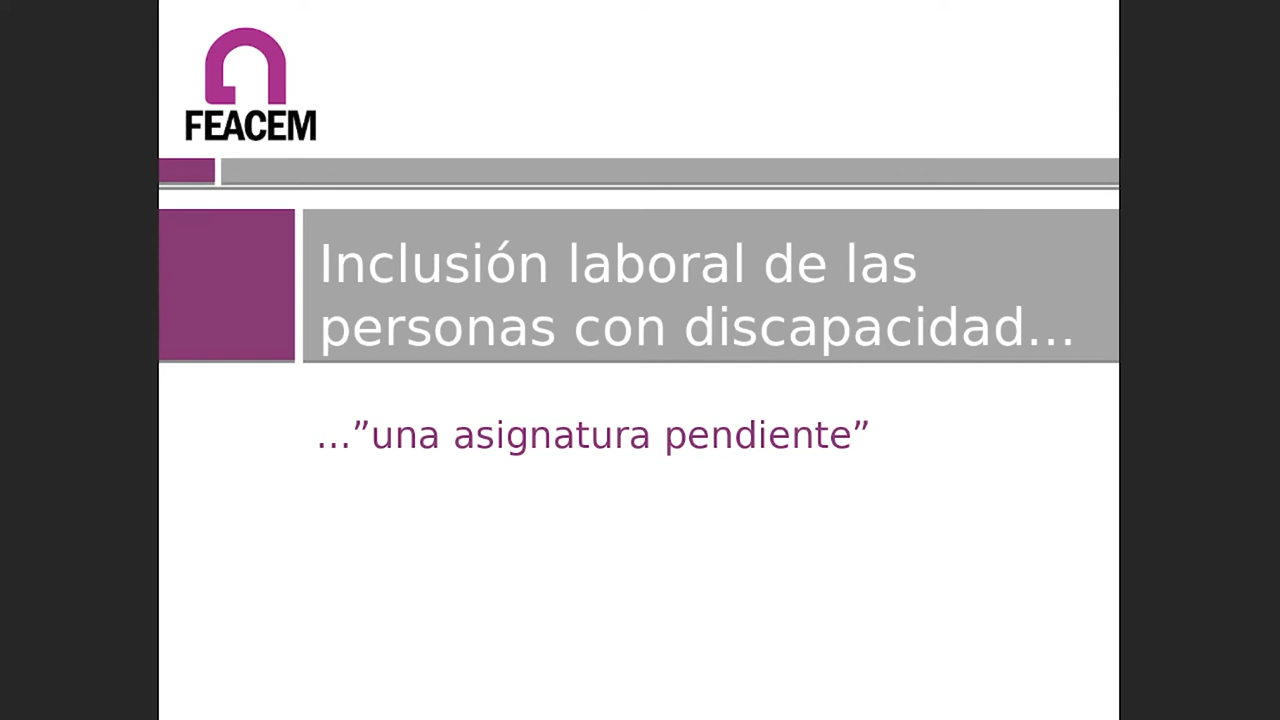 FEACEM
Inclusión laboral de las
personas con discapacidad...
...”una asignatura pendiente”